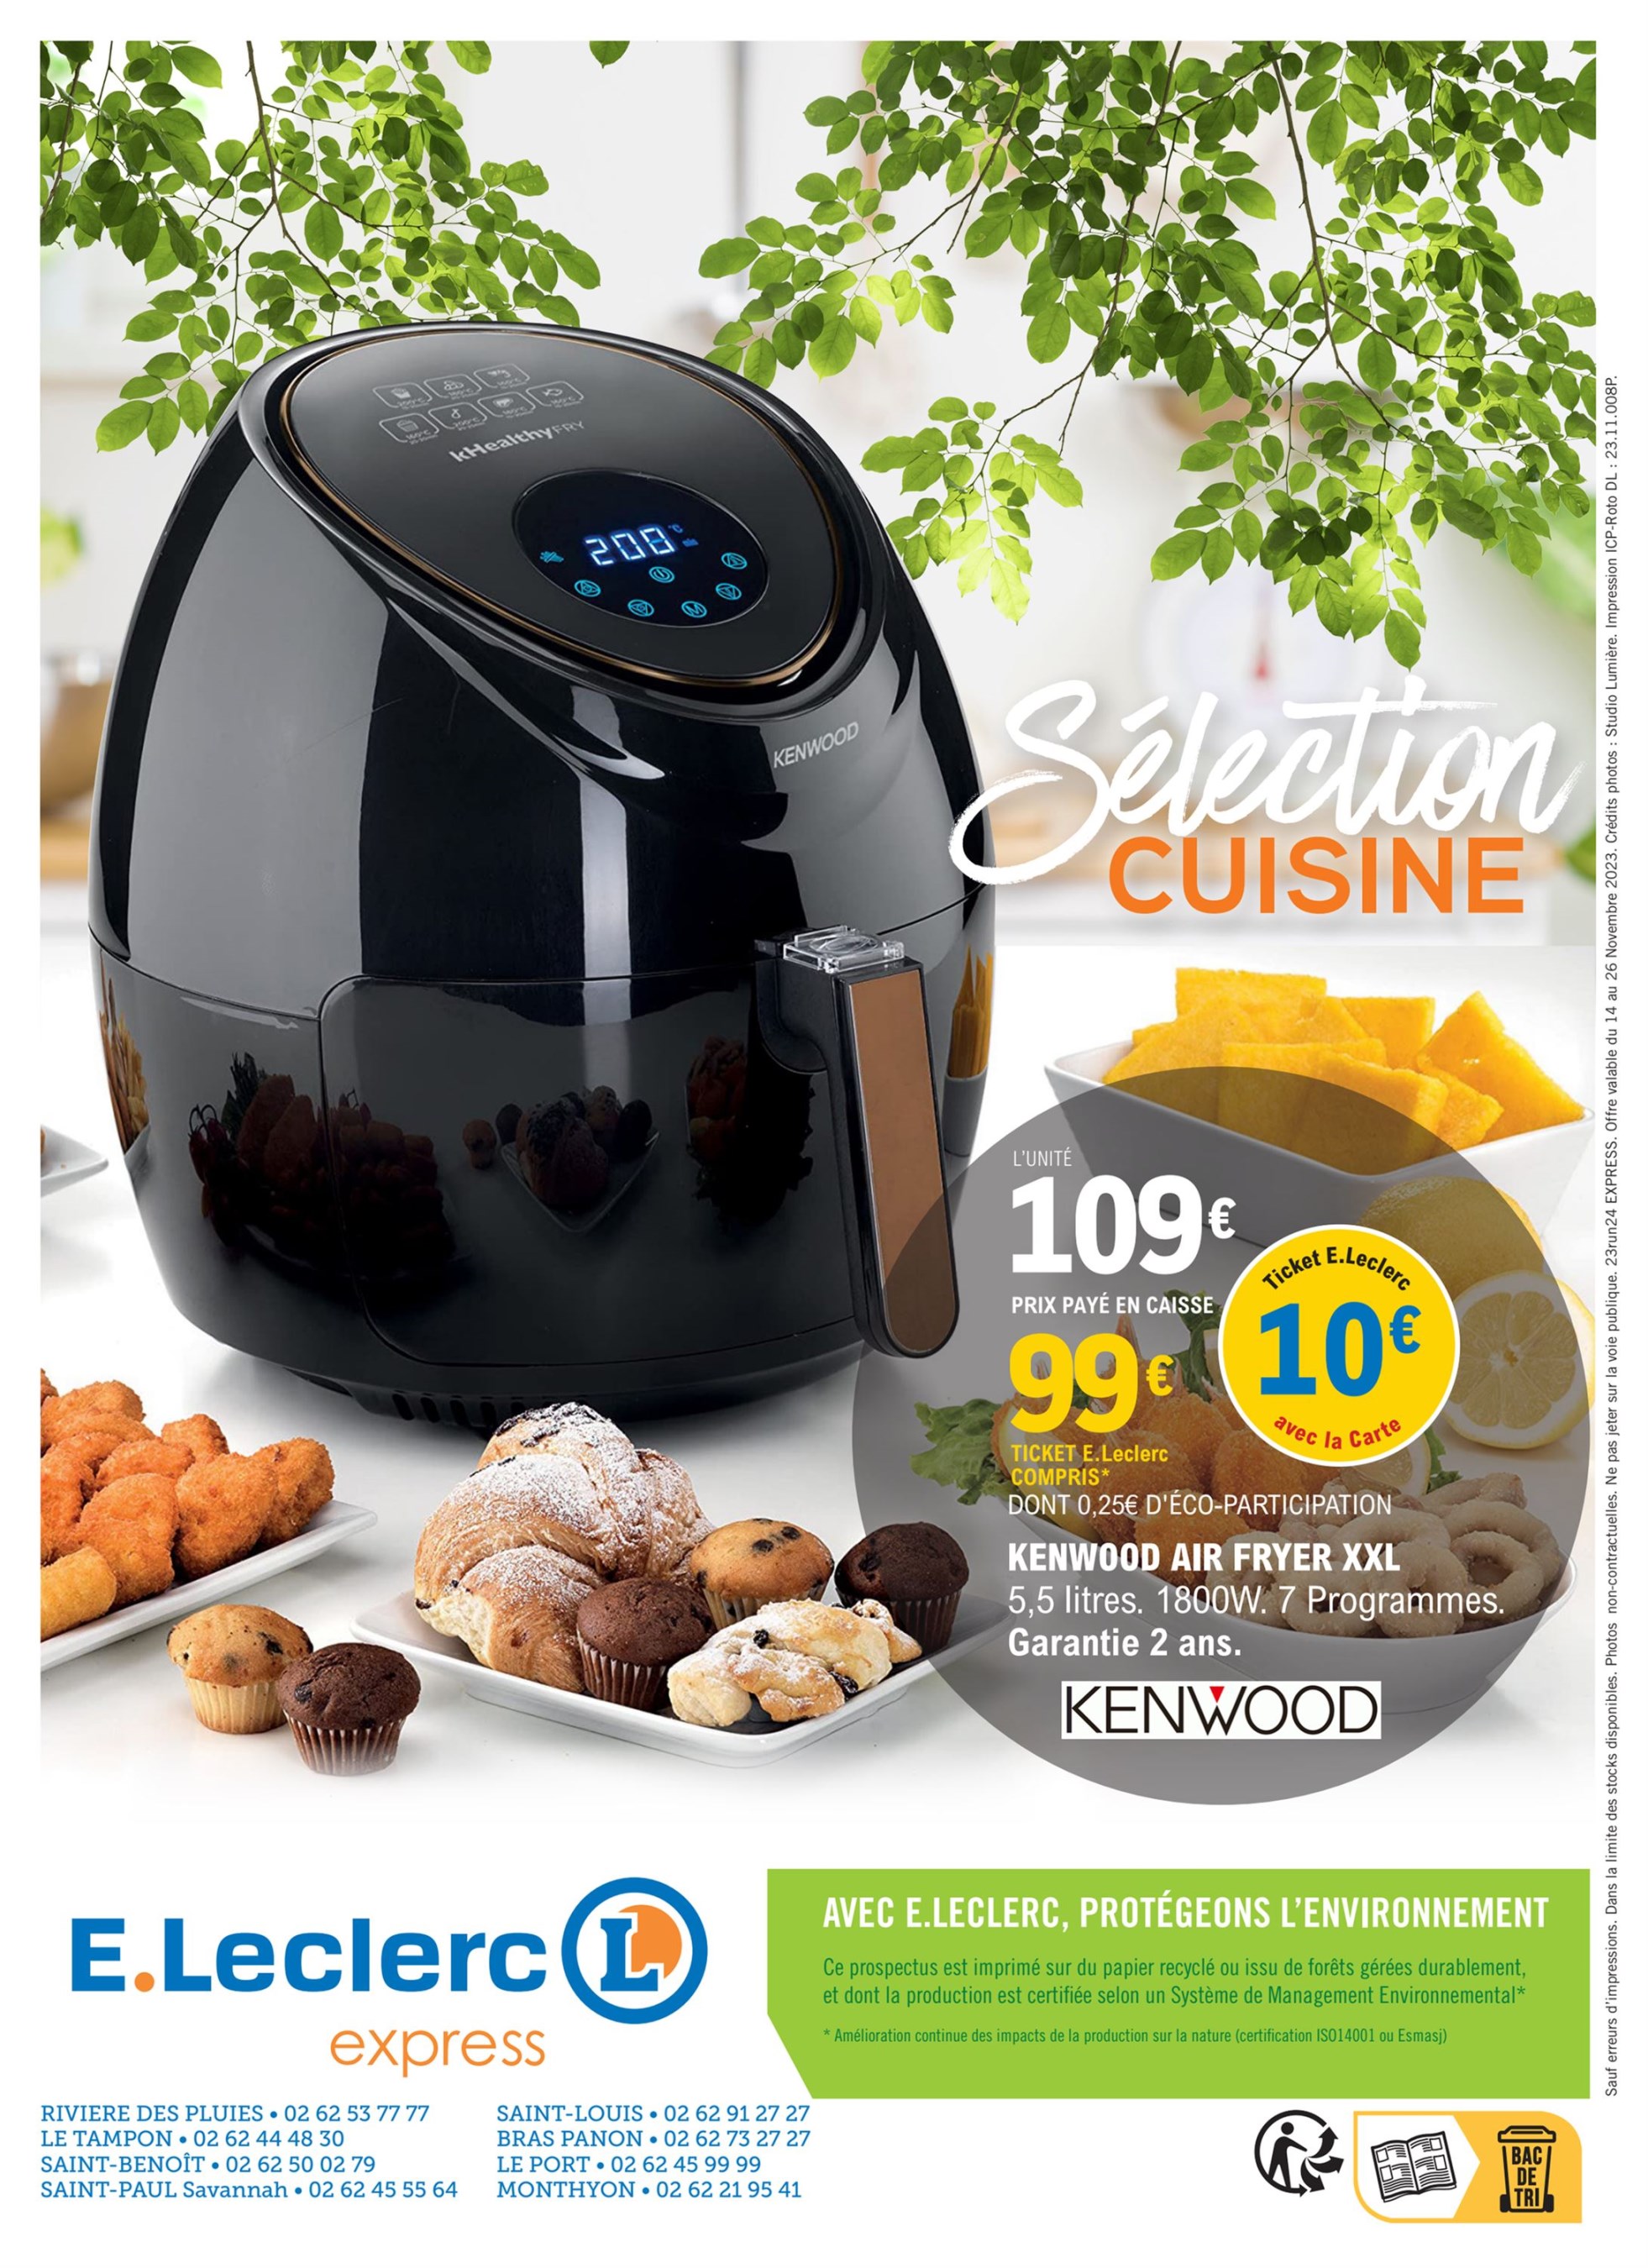 kHealthyFRY
200 °C
min
M
KENWOOD
Sélection
CUISINE
L'UNITÉ
109€
PRIX PAYÉ EN CAISSE
99€
TICKET E.Leclerc
COMPRIS*
Ticket E.Leclerc
10€
avec la Carte
DONT 0,25€ D'ÉCO-PARTICIPATION
KENWOOD AIR FRYER XXL
5,5 litres. 1800W. 7 Programmes.
Garantie 2 ans.
KENWOOD
E.Leclerc L
express
AVEC E.LECLERC, PROTÉGEONS L'ENVIRONNEMENT
Ce prospectus est imprimé sur du papier recyclé ou issu de forêts gérées durablement,
et dont la production est certifiée selon un Système de Management Environnemental*
* Amélioration continue des impacts de la production sur la nature (certification ISO14001 ou Esmasj)
RIVIERE DES PLUIES • 02 62 53 77 77
LE TAMPON • 02 62 44 48 30
SAINT-BENOÎT • 02 62 50 02 79
SAINT-PAUL Savannah • 02 62 45 55 64
SAINT-LOUIS • 02 62 91 27 27
BRAS PANON • 02 62 73 27 27
LE PORT • 02 62 45 99 99
MONTHYON • 02 62 21 95 41
BAC
DE
TRI
Sauf erreurs d'impressions. Dans la limite des stocks disponibles. Photos non-contractuelles. Ne pas jeter sur la voie publique. 23run24 EXPRESS. Offre valable du 14 au 26 Novembre 2023. Crédits photos : Studio Lumière. Impression ICP-Roto DL : 23.11.008P.